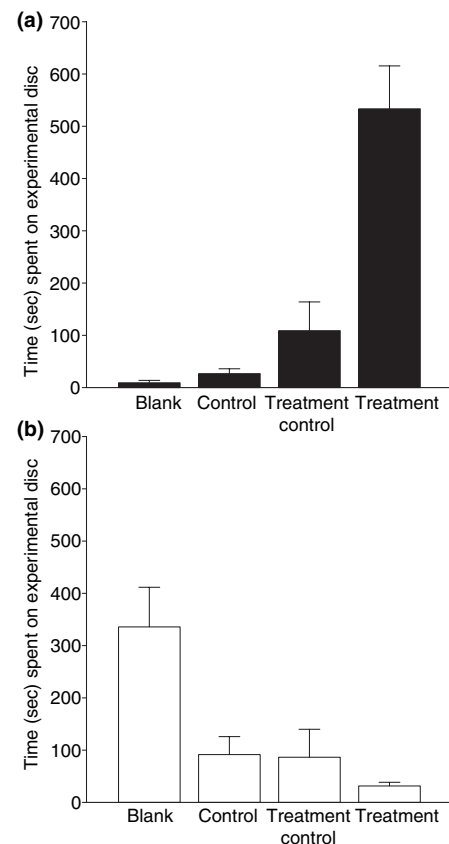 (a)
700
600
500
400
300
200
100
0
Time (sec) spent on experimental disc
Blank Control Treatment Treatment
control
(b)
700
600
500
400
300
200
100
0
Time (sec) spent on experimental disc
Blank Control Treatment Treatment
control